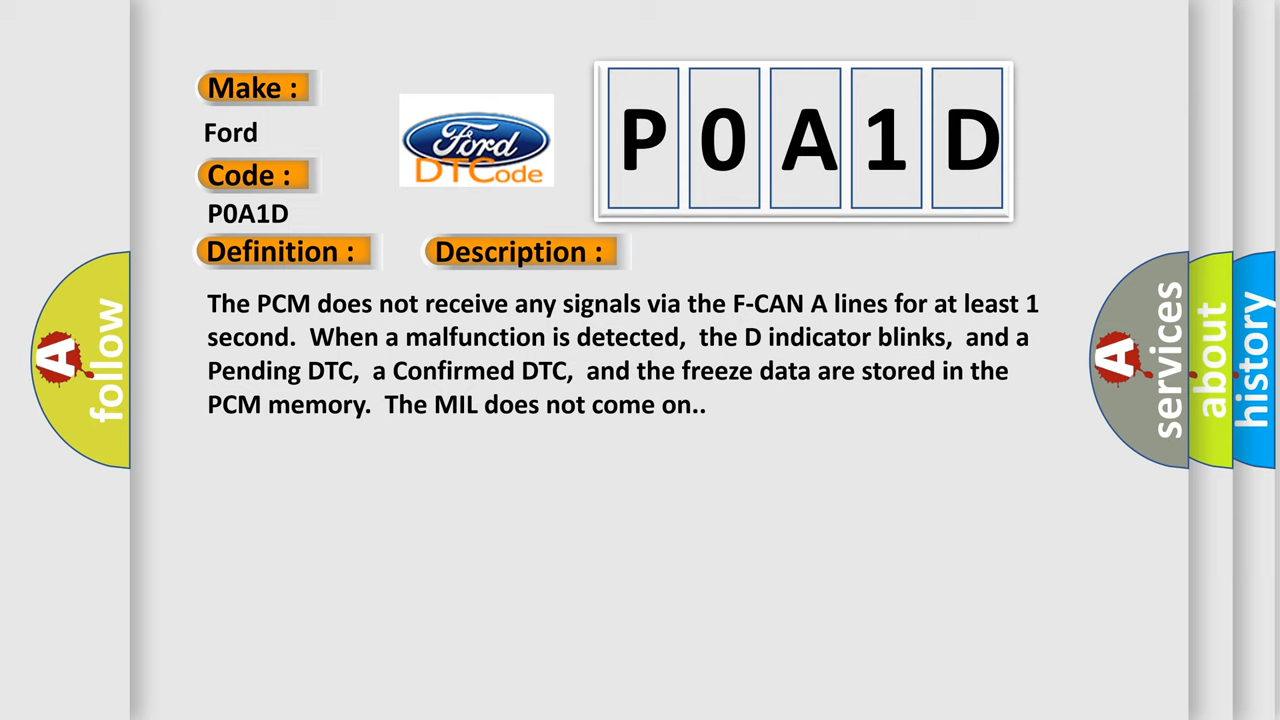 Make :
Ford
Code :
P0A1D
Definition :
Description :
Ford
DTCode
P 0 A 1 D
The PCM does not receive any signals via the F-CAN A lines for at least 1
second. When a malfunction is detected, the D indicator blinks, and a
Pending DTC, a Confirmed DTC, and the freeze data are stored in the
PCM memory. The MIL does not come on..
A follow
A services
about
history